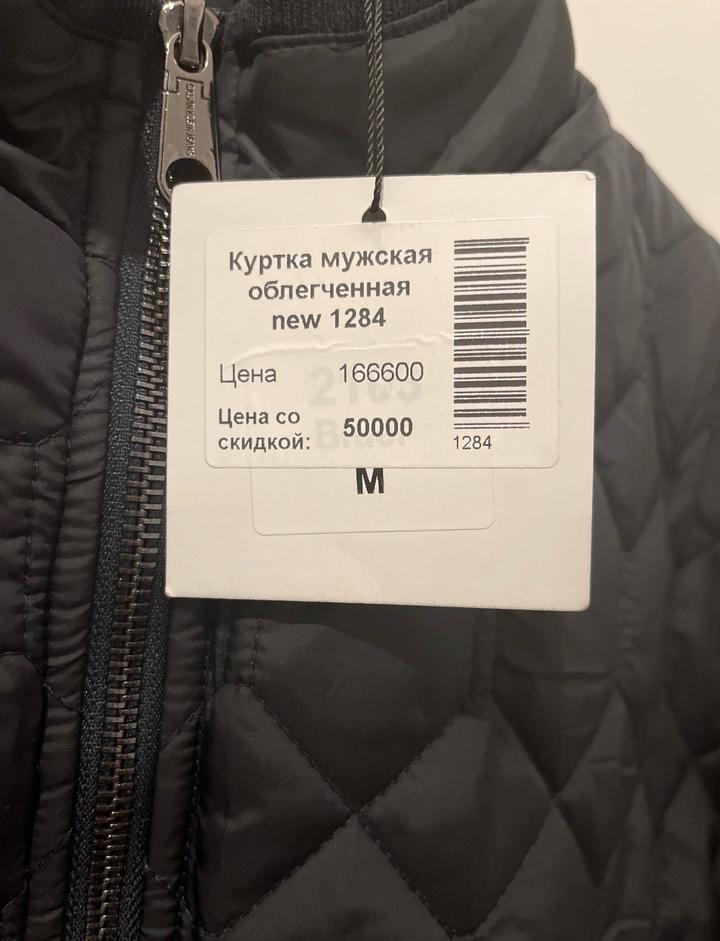 Куртка мужская
облегченная
new 1284
Цена 166600
Цена со
скидкой: 50000
1284
M